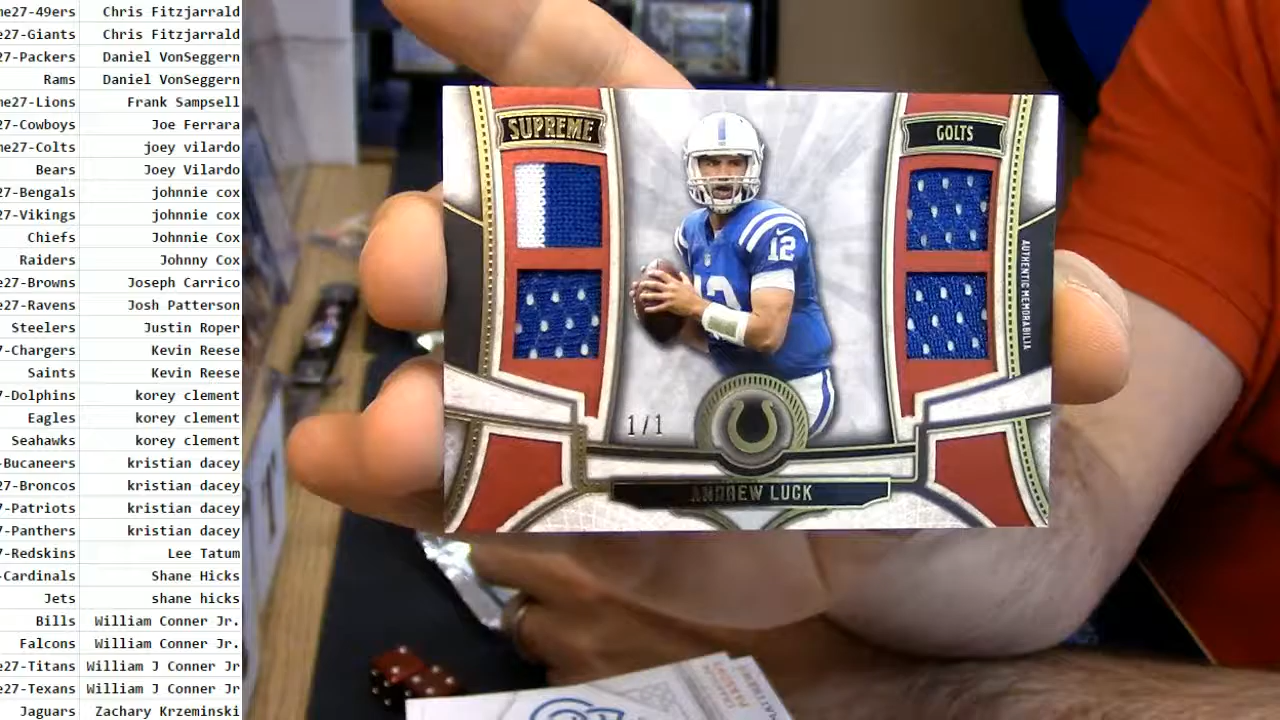 me27-49ers Chris Fitzjarrald
me27-Giants Chris Fitzjarrald
27-Packers Daniel VonSeggern
Rams Daniel VonSeggern
me27-Lions Frank Sampsell
27-Cowboys Joe Ferrara
me27-Colts joey vilardo
Bears Joey Vilardo
27-Bengals johnnie cox
27-Vikings johnnie cox
Chiefs Johnnie Cox
Raiders Johnny Cox
e27-Browns Joseph Carrico
e27-Ravens Josh Patterson
Steelers Justin Roper
7-Chargers Kevin Reese
Saints Kevin Reese
7-Dolphins korey clement
Eagles korey clement
Seahawks korey clement
-Bucaneers kristian dacey
27-Broncos kristian dacey
7-Patriots kristian dacey
7-Panthers kristian dacey
7-Redskins Lee Tatum
-Cardinals Shane Hicks
Jets shane hicks
Bills William Conner Jr.
Falcons William Conner Jr.
e27-Titans William J Conner Jr
e27-Texans William J Conner Jr
Jaguars Zachary Krzeminski
SUPREME
COLTS
12
12
AUTHENTIC MEMORABILIA
1/1
ANDREW LUCK